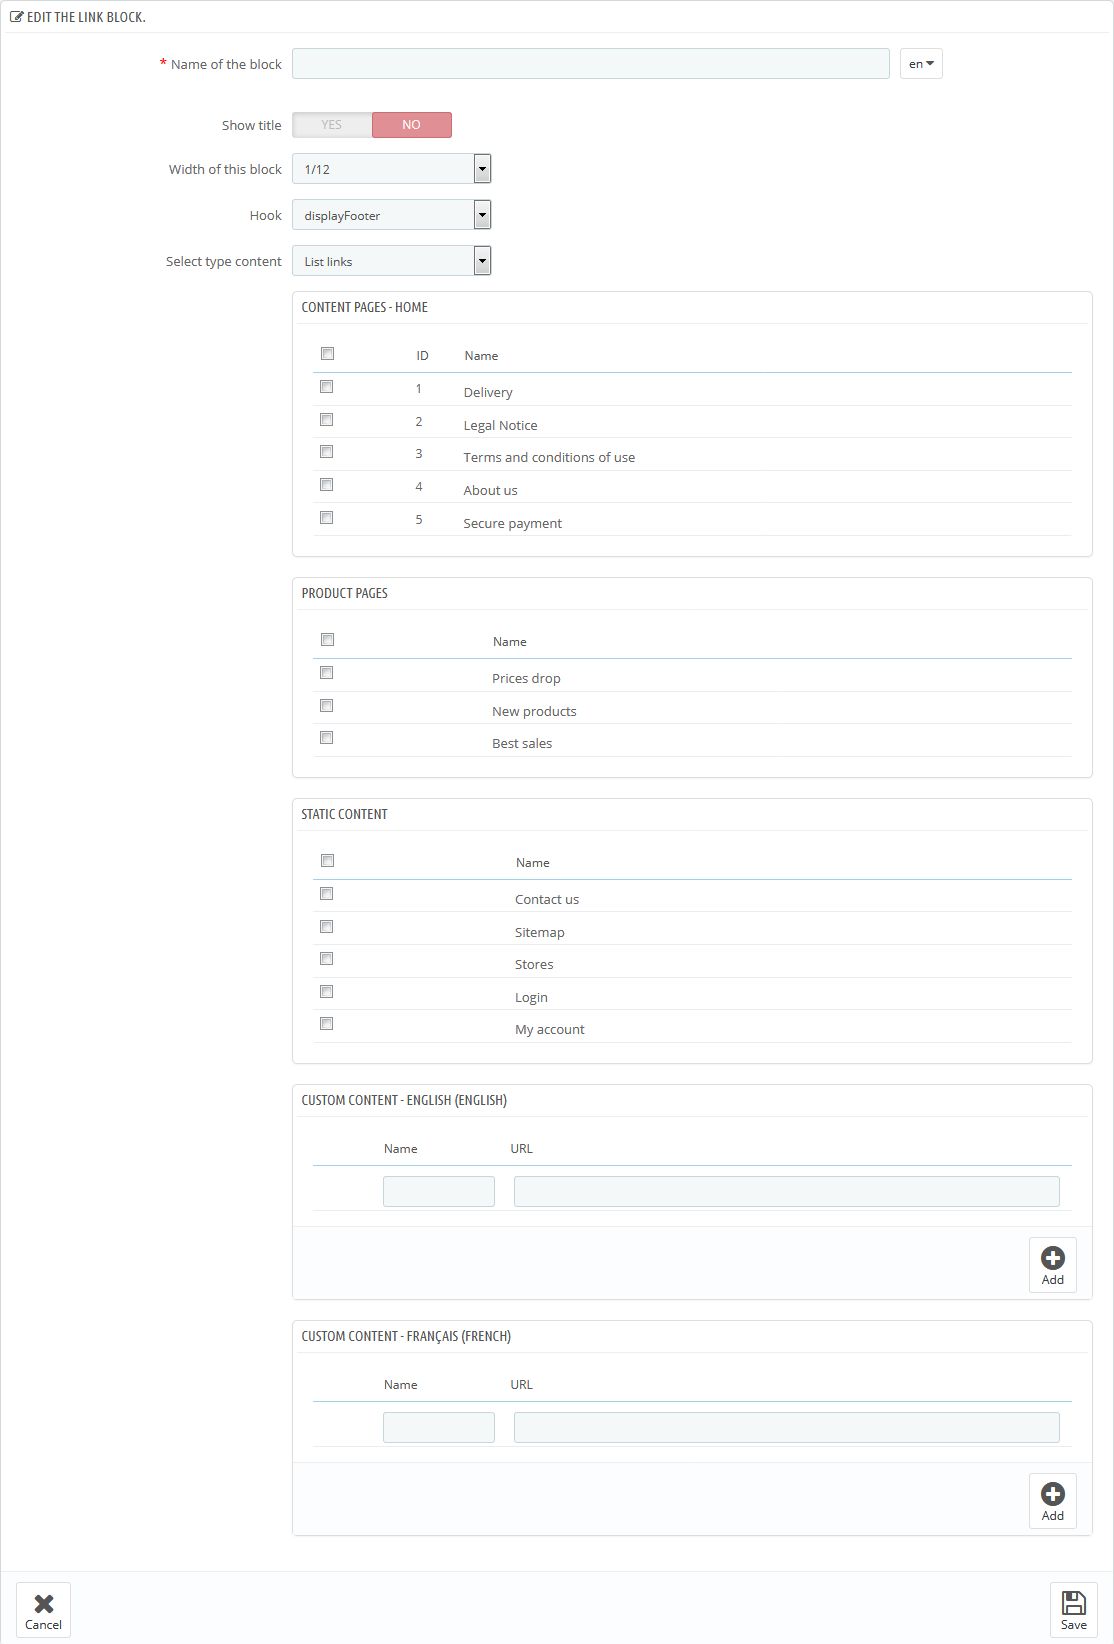 EDIT THE LINK BLOCK.
* Name of the block
en
Show title YES NO
Width of this block 1/12
Hook displayFooter
Select type content List links
CONTENT PAGES - HOME
ID Name
1 Delivery
2 Legal Notice
3 Terms and conditions of use
4 About us
5 Secure payment
PRODUCT PAGES
Name
Prices drop
New products
Best sales
STATIC CONTENT
Name
Contact us
Sitemap
Stores
Login
My account
CUSTOM CONTENT - ENGLISH (ENGLISH)
Name URL
Add
CUSTOM CONTENT - FRANÇAIS (FRENCH)
Name URL
Add
Cancel Save